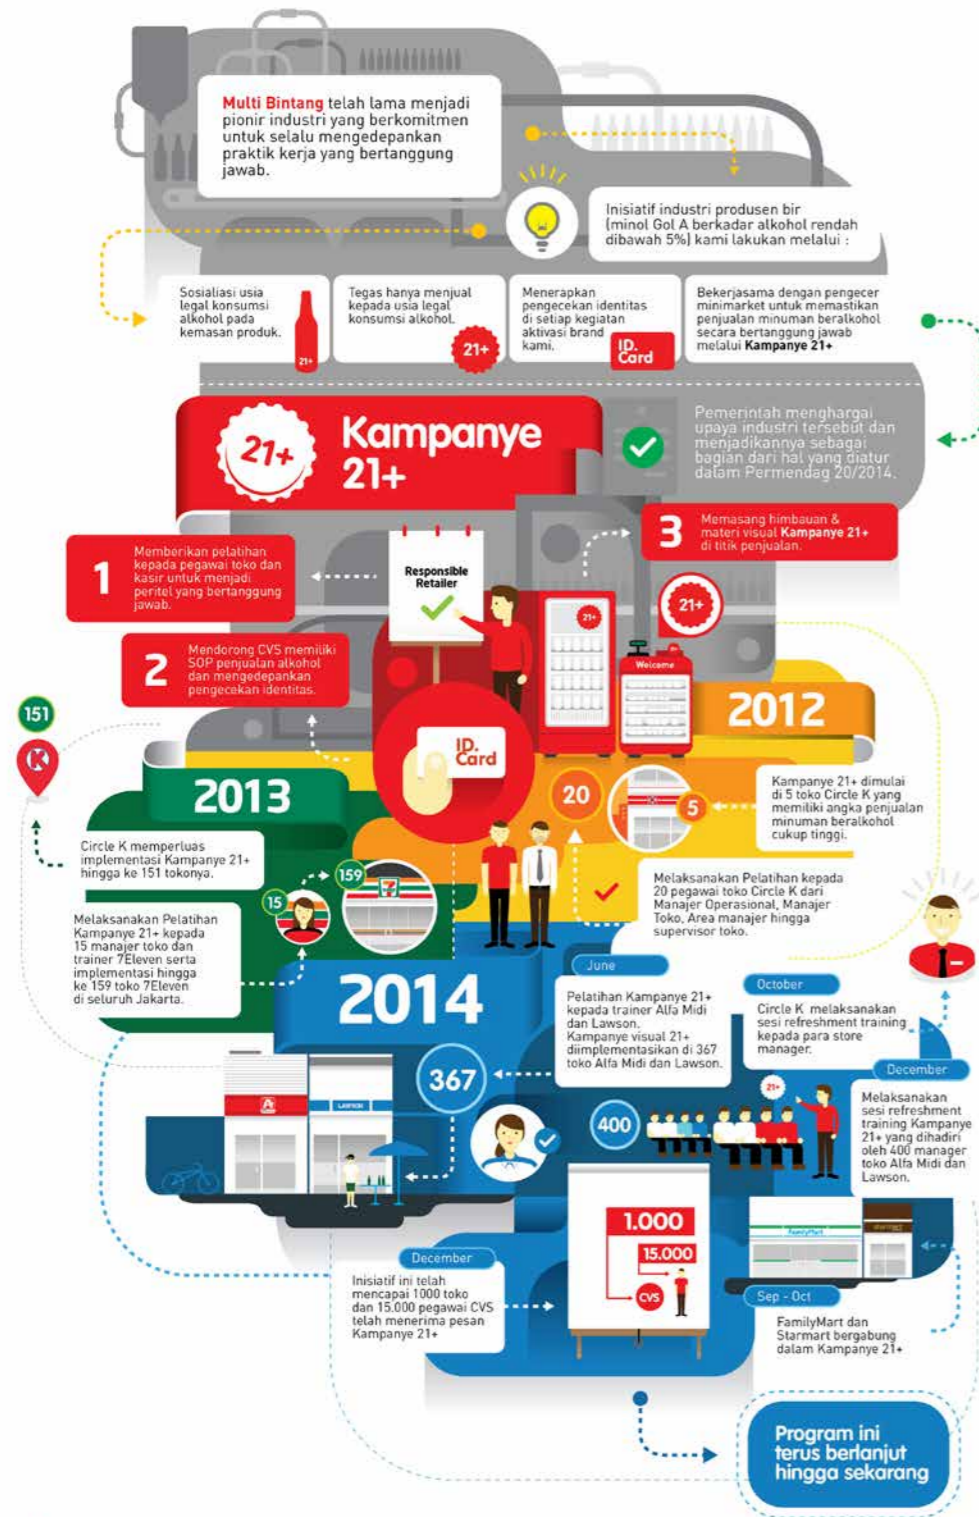 Multi Bintang telah lama menjadi
pionir industri yang berkomitmen
untuk selalu mengedepankan
praktik kerja yang bertanggung
jawab.
Inisiatif industri produsen bir
(minol Gol A berkadar alkohol rendah
dibawah 5%) kami lakukan melalui :
Sosialiasi usia
legal konsumsi
alkohol pada
kemasan produk.
21+
Tegas hanya menjual
kepada usia legal
konsumsi alkohol.
21+
Menerapkan
pengecekan identitas
di setiap kegiatan
aktivasi brand
kami.
ID.
Card
Bekerjasama dengan pengecer
minimarket untuk memastikan
penjualan minuman beralkohol
secara bertanggung jawab
melalui Kampanye 21+
21+
Kampanye
21+
Pemerintah menghargai
upaya industri tersebut dan
menjadikannya sebagai
bagian dari hal yang diatur
dalam Permendag 20/2014.
1
Memberikan pelatihan
kepada pegawai toko dan
kasir untuk menjadi
peritel yang bertanggung
jawab.
Responsible
Retailer
3
Memasang himbauan &
materi visual Kampanye 21+
di titik penjualan.
21+
21+
Welcome
2
Mendorong CVS memiliki
SOP penjualan alkohol
dan mengedepankan
pengecekan identitas.
ID.
Card
2012
20
5
Kampanye 21+ dimulai
di 5 toko Circle K yang
memiliki angka penjualan
minuman beralkohol
cukup tinggi.
Melaksanakan Pelatihan kepada
20 pegawai toko Circle K dari
Manajer Operasional, Manajer
Toko, Area manajer hingga
supervisor toko.
151
K
2013
Circle K memperluas
implementasi Kampanye 21+
hingga ke 151 tokonya.
15
159
7
Melaksanakan Pelatihan
Kampanye 21+ kepada
15 manajer toko dan
trainer 7Eleven serta
implementasi hingga
ke 159 toko 7Eleven
di seluruh Jakarta.
2014
June
Pelatihan Kampanye 21+
kepada trainer Alfa Midi
dan Lawson.
Kampanye visual 21+
diimplementasikan di 367
toko Alfa Midi dan Lawson.
367
LAWSON
October
Circle K melaksanakan
sesi refreshment training
kepada para store
manager.
December
Melaksanakan
sesi refreshment
training Kampanye
21+ yang dihadiri
oleh 400 manager
toko Alfa Midi dan
Lawson.
400
21+
FamilyMart
starmart
Sep - Oct
FamilyMart dan
Starmart bergabung
dalam Kampanye 21+
December
Inisiatif ini telah
mencapai 1000 toko
dan 15.000 pegawai CVS
telah menerima pesan
Kampanye 21+
1.000
15.000
CVS
Program ini
terus berlanjut
hingga sekarang